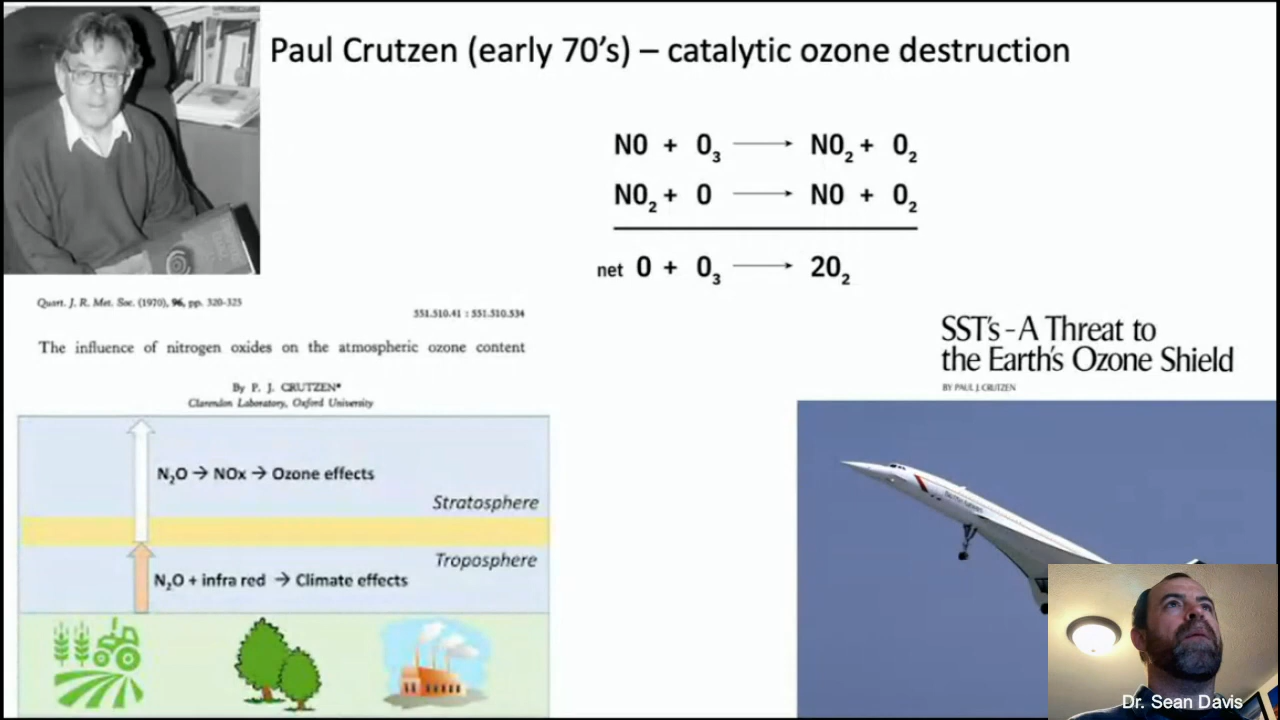 Paul Crutzen (early 70's) – catalytic ozone destruction
NO + O₃ ⟶ NO₂ + O₂
NO₂ + O ⟶ NO + O₂
net O + O₃ ⟶ 2O₂
Quart. J. R. Met. Soc. (1970), 96, pp. 320-325
551.510.41 : 551.510.534
The influence of nitrogen oxides on the atmospheric ozone content
By P. J. CRUTZEN*
Clarendon Laboratory, Oxford University
N₂O → NOx → Ozone effects
Stratosphere
Troposphere
N₂O + infra red → Climate effects
SST's - A Threat to
the Earth's Ozone Shield
BY PAUL J. CRUTZEN
Dr. Sean Davis